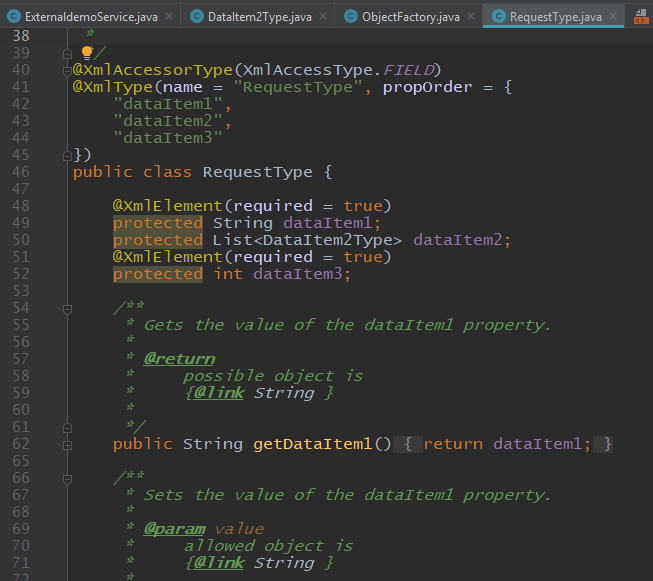 ExternaldemoService.java × DataItem2Type.java × ObjectFactory.java × RequestType.java ×
38 *
39 */
40 @XmlAccessorType(XmlAccessType.FIELD)
41 @XmlType(name = "RequestType", propOrder = {
42 "dataItem1",
43 "dataItem2",
44 "dataItem3"
45 })
46 public class RequestType {
47
48 @XmlElement(required = true)
49 protected String dataItem1;
50 protected List<DataItem2Type> dataItem2;
51 @XmlElement(required = true)
52 protected int dataItem3;
53
54 /**
55 * Gets the value of the dataItem1 property.
56 *
57 * @return
58 * possible object is
59 * {@link String }
60 *
61 */
62 public String getDataItem1() { return dataItem1; }
65
66 /**
67 * Sets the value of the dataItem1 property.
68 *
69 * @param value
70 * allowed object is
71 * {@link String }
72 *